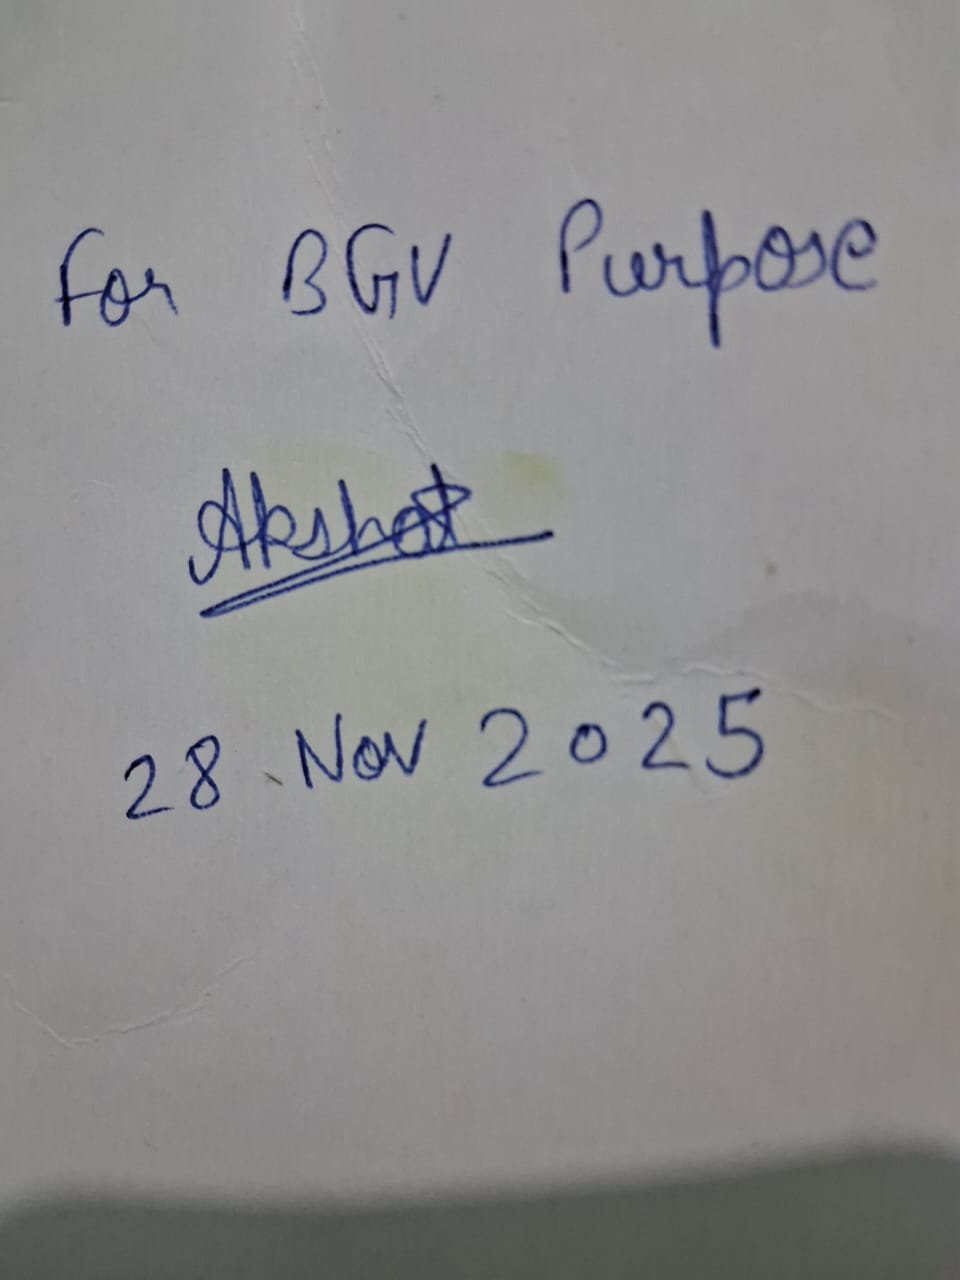 For BGV Purpose
Akshat
28 Nov 2025